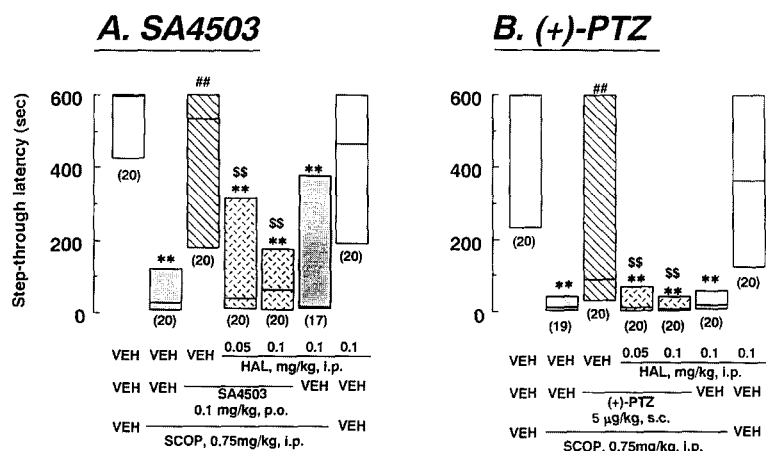 A. SA4503
B. (+)-PTZ
Step-through latency (sec)
600
400
200
0
(20)
**
(20)
##
(20)
$$
**
(20)
$$
**
(20)
**
(17)
(20)
VEH VEH VEH 0.05 0.1 0.1 0.1
HAL, mg/kg, i.p.
VEH VEH SA4503 VEH VEH
0.1 mg/kg, p.o.
VEH SCOP, 0.75mg/kg, i.p. VEH
600
400
200
0
(20)
**
(19)
##
(20)
$$
**
(20)
$$
**
(20)
**
(20)
(20)
VEH VEH VEH 0.05 0.1 0.1 0.1
HAL, mg/kg, i.p.
VEH VEH (+)-PTZ VEH VEH
5 µg/kg, s.c.
VEH SCOP, 0.75mg/kg, i.p. VEH